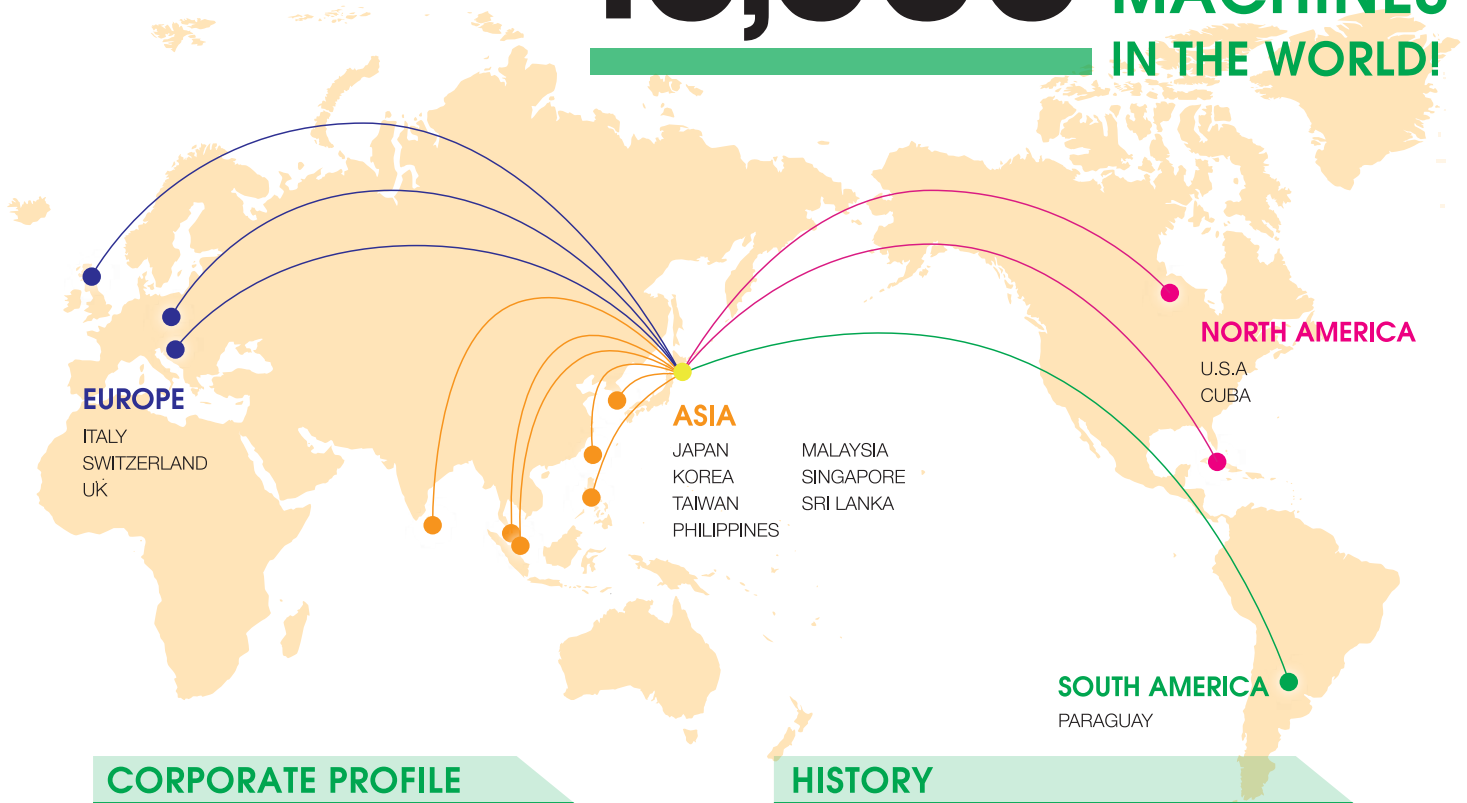 MACHINES
IN THE WORLD!
NORTH AMERICA
U.S.A
CUBA
EUROPE
ITALY
SWITZERLAND
UK
ASIA
JAPAN
KOREA
TAIWAN
PHILIPPINES
MALAYSIA
SINGAPORE
SRI LANKA
SOUTH AMERICA
PARAGUAY
CORPORATE PROFILE
HISTORY